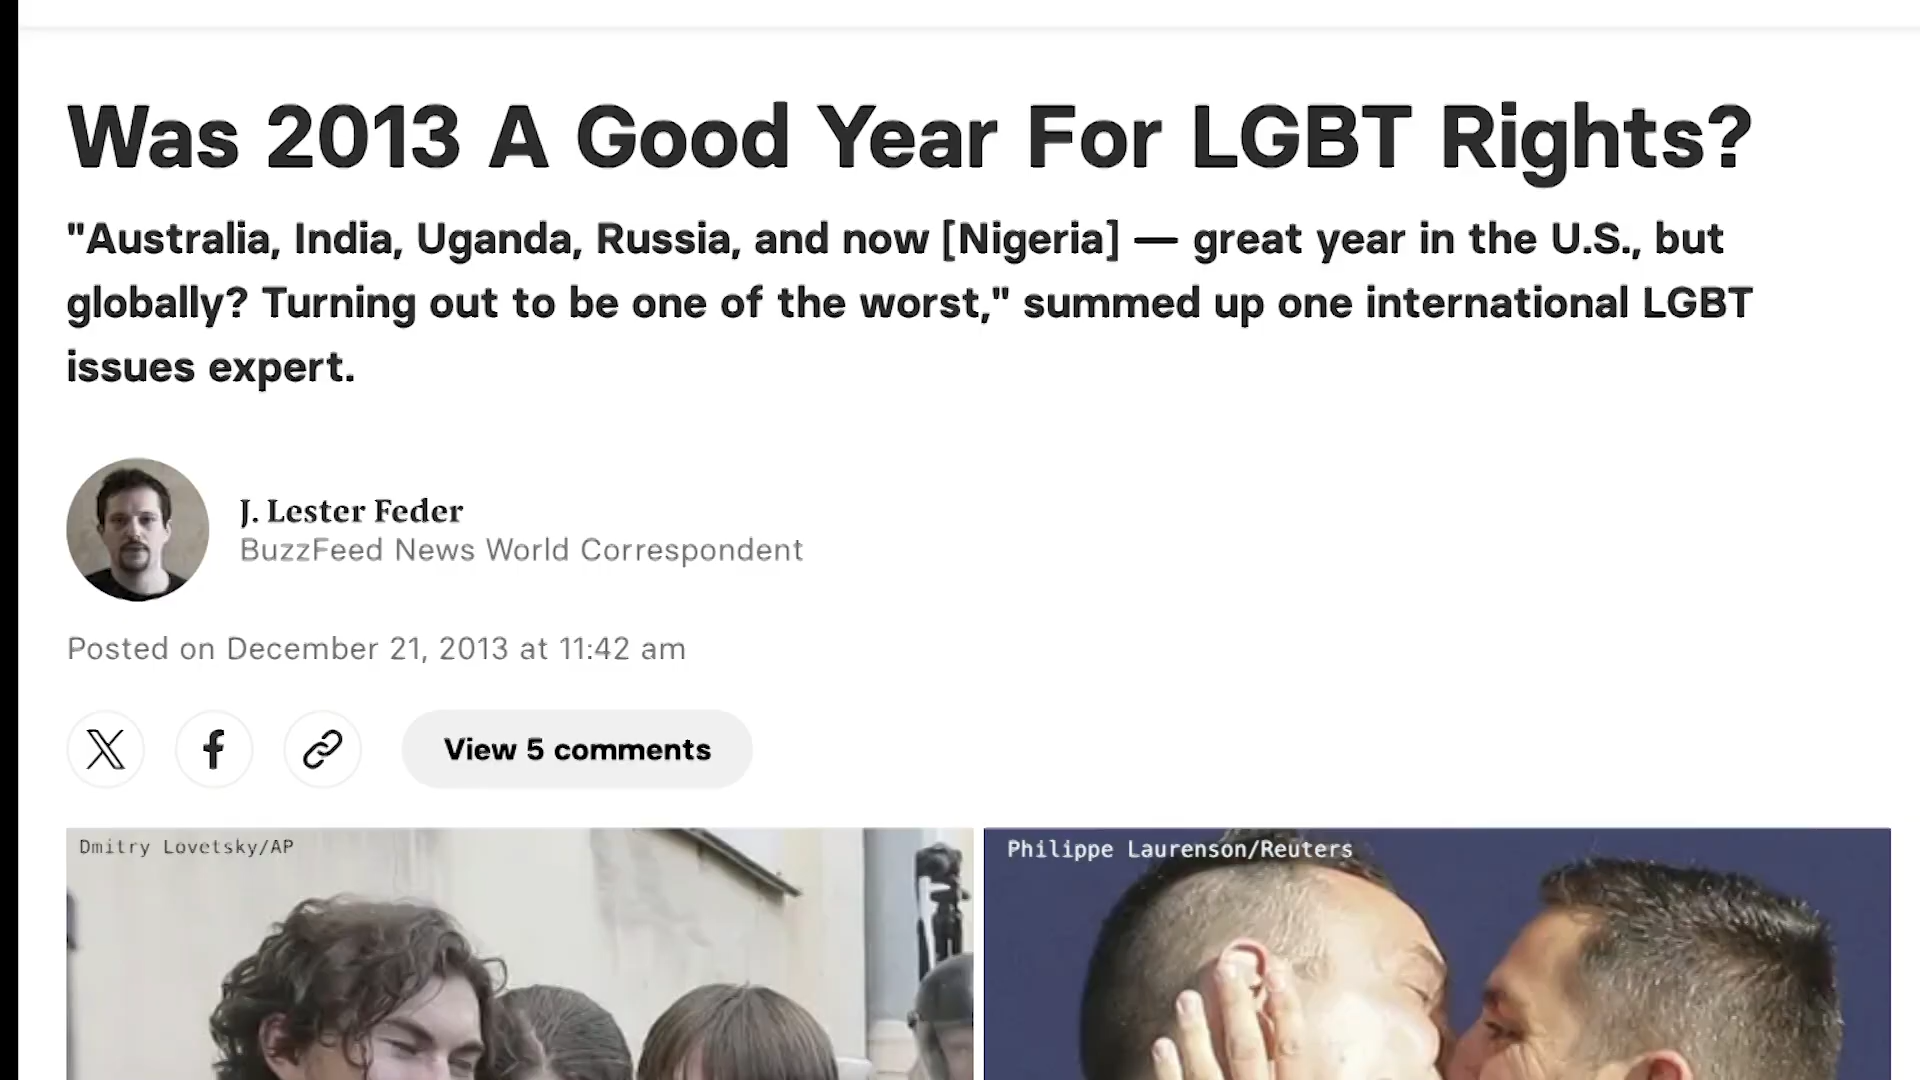 Was 2013 A Good Year For LGBT Rights?
"Australia, India, Uganda, Russia, and now [Nigeria] — great year in the U.S., but
globally? Turning out to be one of the worst," summed up one international LGBT
issues expert.
J. Lester Feder
BuzzFeed News World Correspondent
Posted on December 21, 2013 at 11:42 am
View 5 comments
Dmitry Lovetsky/AP
Philippe Laurenson/Reuters